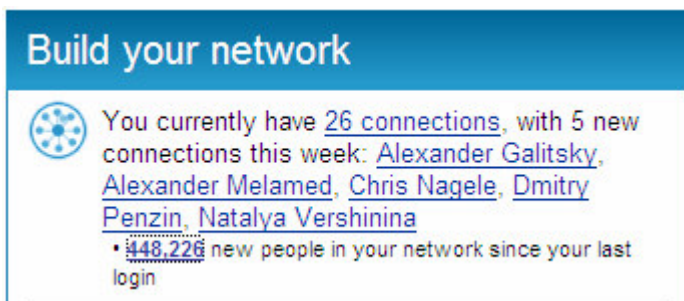 Build your network
You currently have 26 connections, with 5 new
connections this week: Alexander Galitsky,
Alexander Melamed, Chris Nagele, Dmitry
Penzin, Natalya Vershinina
• 448,226 new people in your network since your last
login